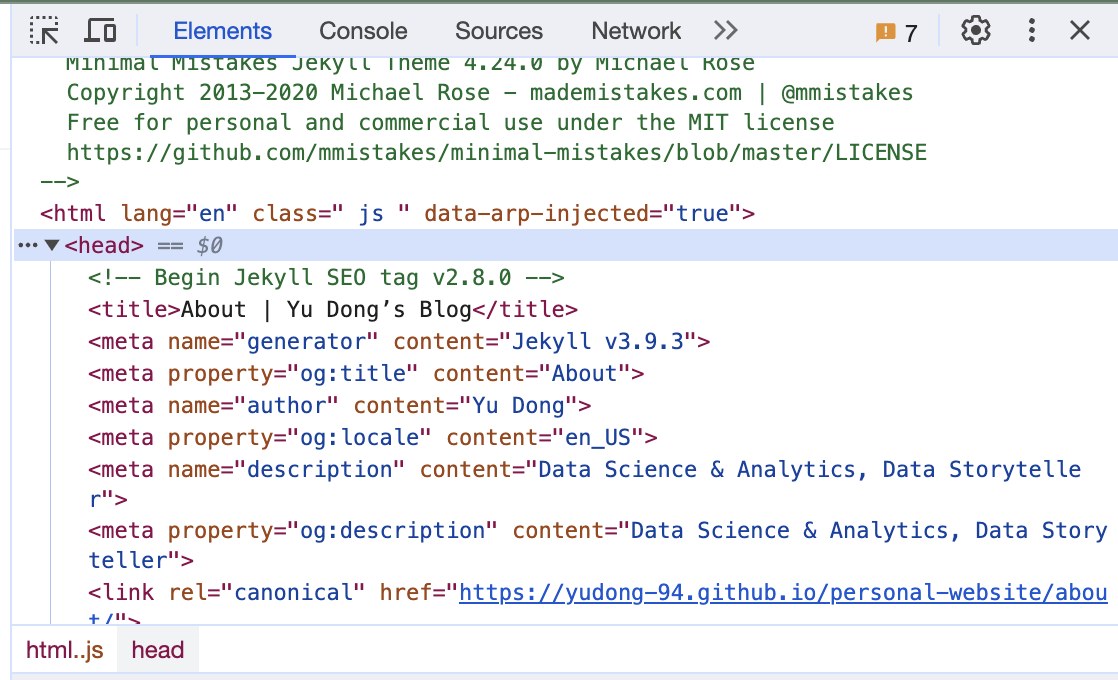 Elements Console Sources Network 7
Minimal Mistakes Jekyll Theme 4.24.0 by Michael Rose
Copyright 2013-2020 Michael Rose - mademistakes.com | @mmistakes
Free for personal and commercial use under the MIT license
https://github.com/mmistakes/minimal-mistakes/blob/master/LICENSE
-->
<html lang="en" class=" js " data-arp-injected="true">
<head> == $0
<!-- Begin Jekyll SEO tag v2.8.0 -->
<title>About | Yu Dong’s Blog</title>
<meta name="generator" content="Jekyll v3.9.3">
<meta property="og:title" content="About">
<meta name="author" content="Yu Dong">
<meta property="og:locale" content="en_US">
<meta name="description" content="Data Science & Analytics, Data Storytelle
r">
<meta property="og:description" content="Data Science & Analytics, Data Story
teller">
<link rel="canonical" href="https://yudong-94.github.io/personal-website/abou
t/">
html..js head